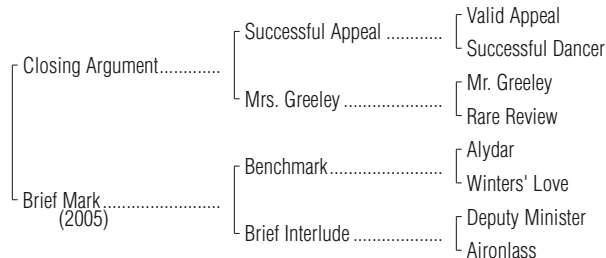 Valid Appeal
Successful Appeal ............
Successful Dancer
Closing Argument.............
Mr. Greeley
Mrs. Greeley ...................
Rare Review
Alydar
Benchmark......................
Winters' Love
Brief Mark........................
(2005)
Deputy Minister
Brief Interlude ..................
Aironlass